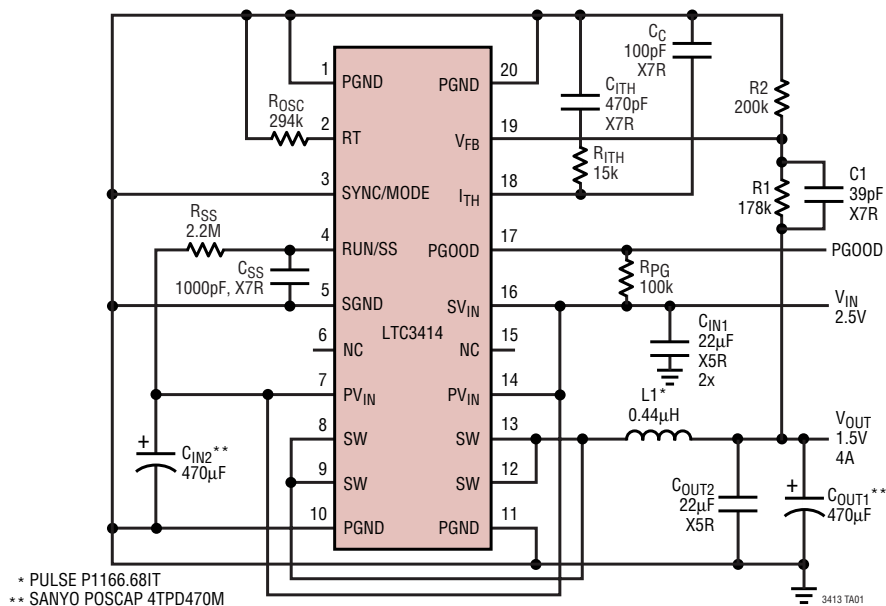 C_C
100pF
X7R
1
PGND
PGND
20
C_ITH
470pF
X7R
R2
200k
R_OSC
294k
2
RT
V_FB
19
R_ITH
15k
3
SYNC/MODE
I_TH
18
R1
178k
C1
39pF
X7R
R_SS
2.2M
4
RUN/SS
PGOOD
17
PGOOD
C_SS
1000pF, X7R
R_PG
100k
5
SGND
SV_IN
16
V_IN
2.5V
LTC3414
6
NC
NC
15
C_IN1
22µF
X5R
2x
7
PV_IN
PV_IN
14
L1*
0.44µH
8
SW
SW
13
V_OUT
1.5V
4A
+
C_IN2**
470µF
9
SW
SW
12
C_OUT2
22µF
X5R
+
C_OUT1**
470µF
10
PGND
PGND
11
* PULSE P1166.68IT
** SANYO POSCAP 4TPD470M
3413 TA01